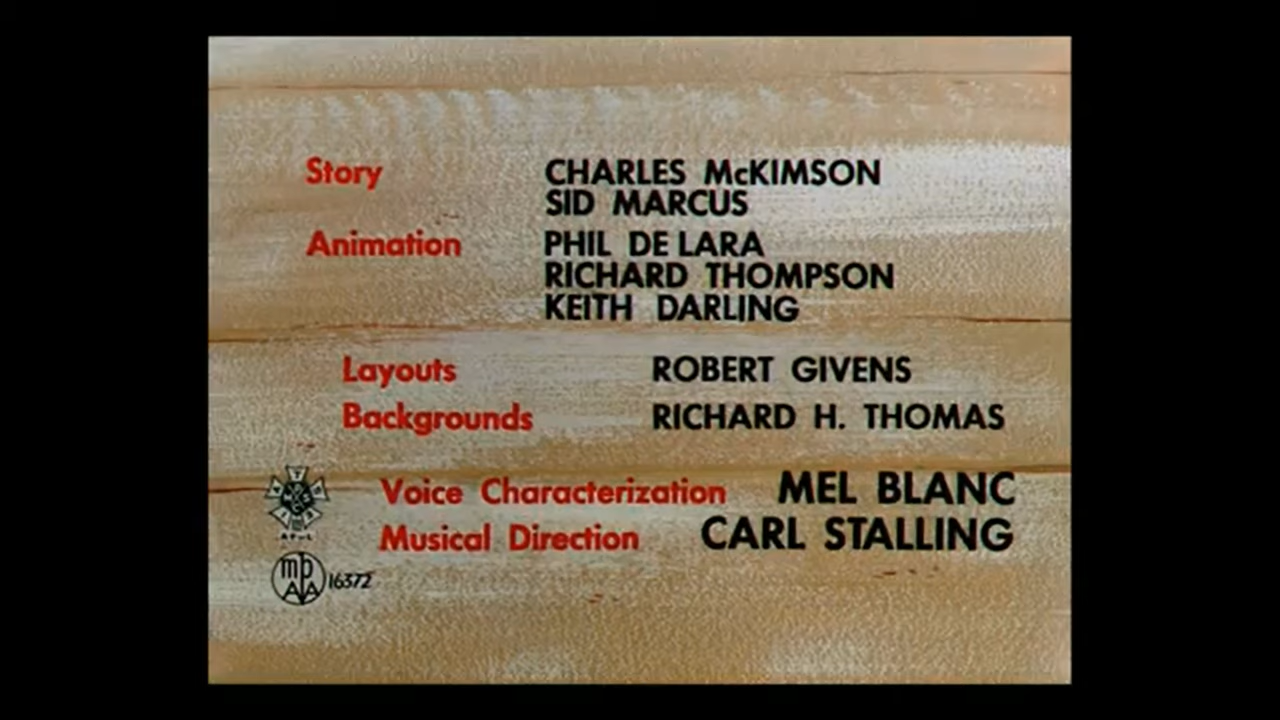 Story CHARLES McKIMSON
SID MARCUS
Animation PHIL DE LARA
RICHARD THOMPSON
KEITH DARLING
Layouts ROBERT GIVENS
Backgrounds RICHARD H. THOMAS
Voice Characterization MEL BLANC
Musical Direction CARL STALLING
mpAA 16372